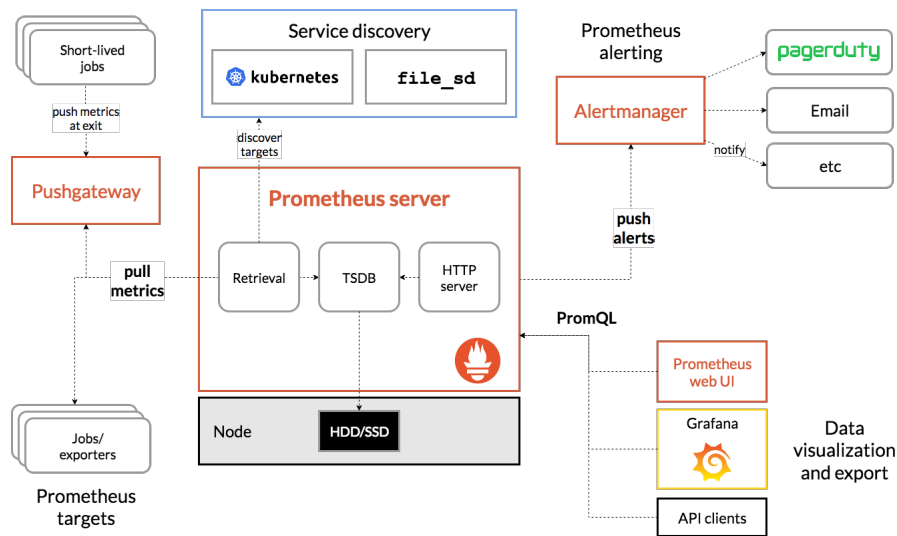 Short-lived
jobs
push metrics
at exit
Pushgateway
pull
metrics
Jobs/
exporters
Prometheus
targets
Service discovery
kubernetes
file_sd
discover
targets
Prometheus server
Retrieval
TSDB
HTTP
server
Node
HDD/SSD
Prometheus
alerting
Alertmanager
pagerduty
Email
notify
etc
push
alerts
PromQL
Prometheus
web UI
Grafana
API clients
Data
visualization
and export